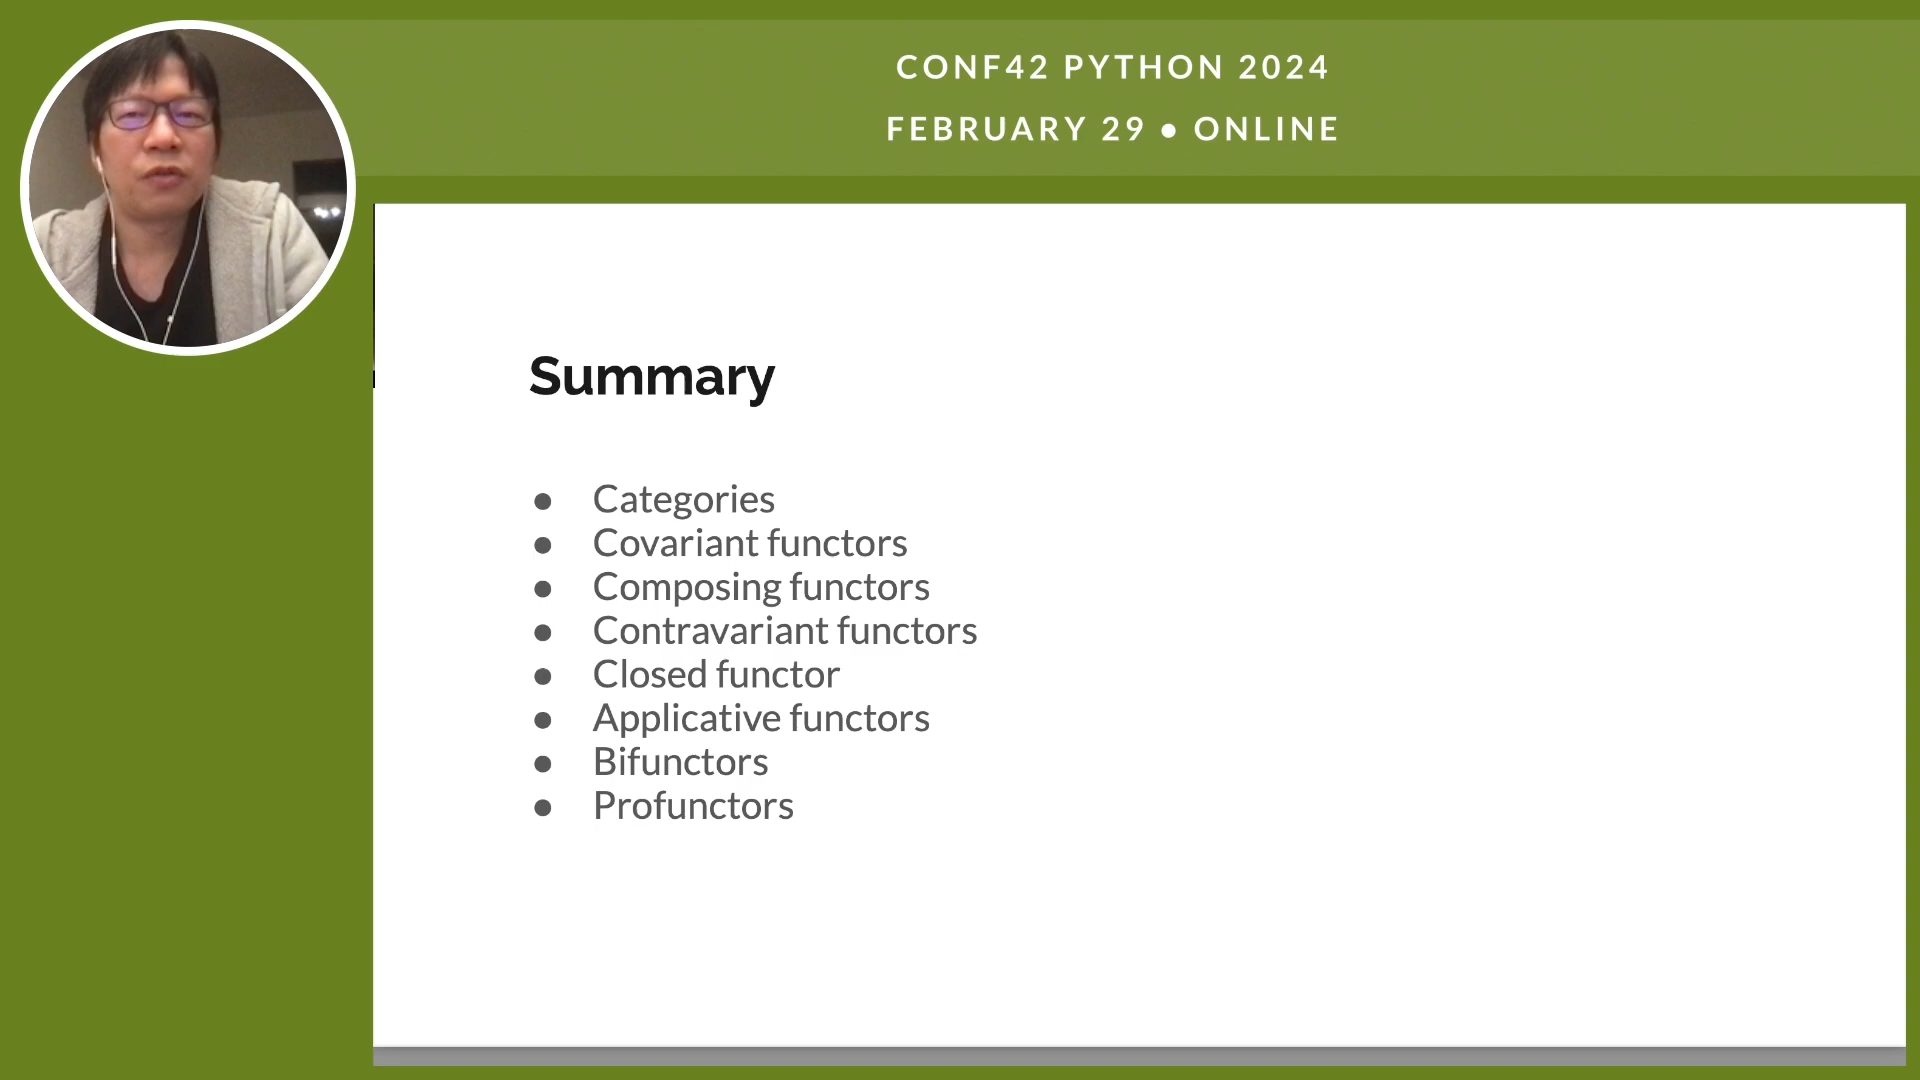 CONF42 PYTHON 2024
FEBRUARY 29 ● ONLINE
Summary
● Categories
● Covariant functors
● Composing functors
● Contravariant functors
● Closed functor
● Applicative functors
● Bifunctors
● Profunctors